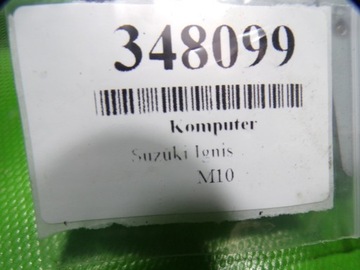 348099
Komputer
Suzuki Ignis
M10